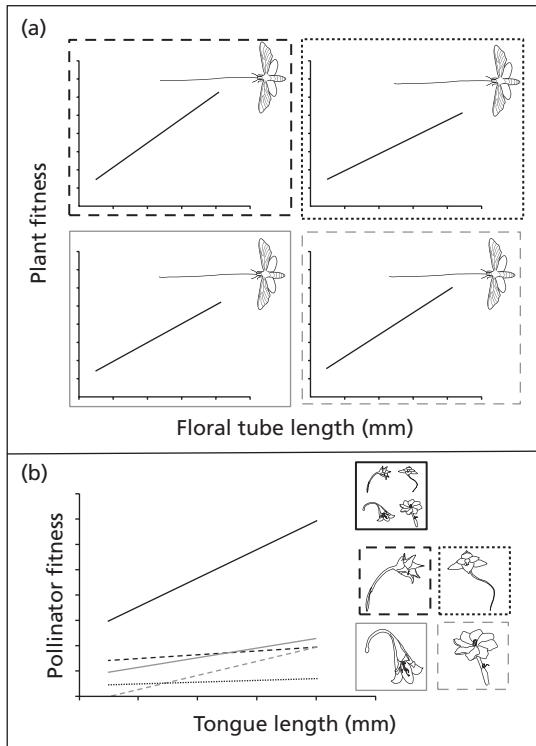 (a)
Plant fitness
Floral tube length (mm)
(b)
Pollinator fitness
Tongue length (mm)